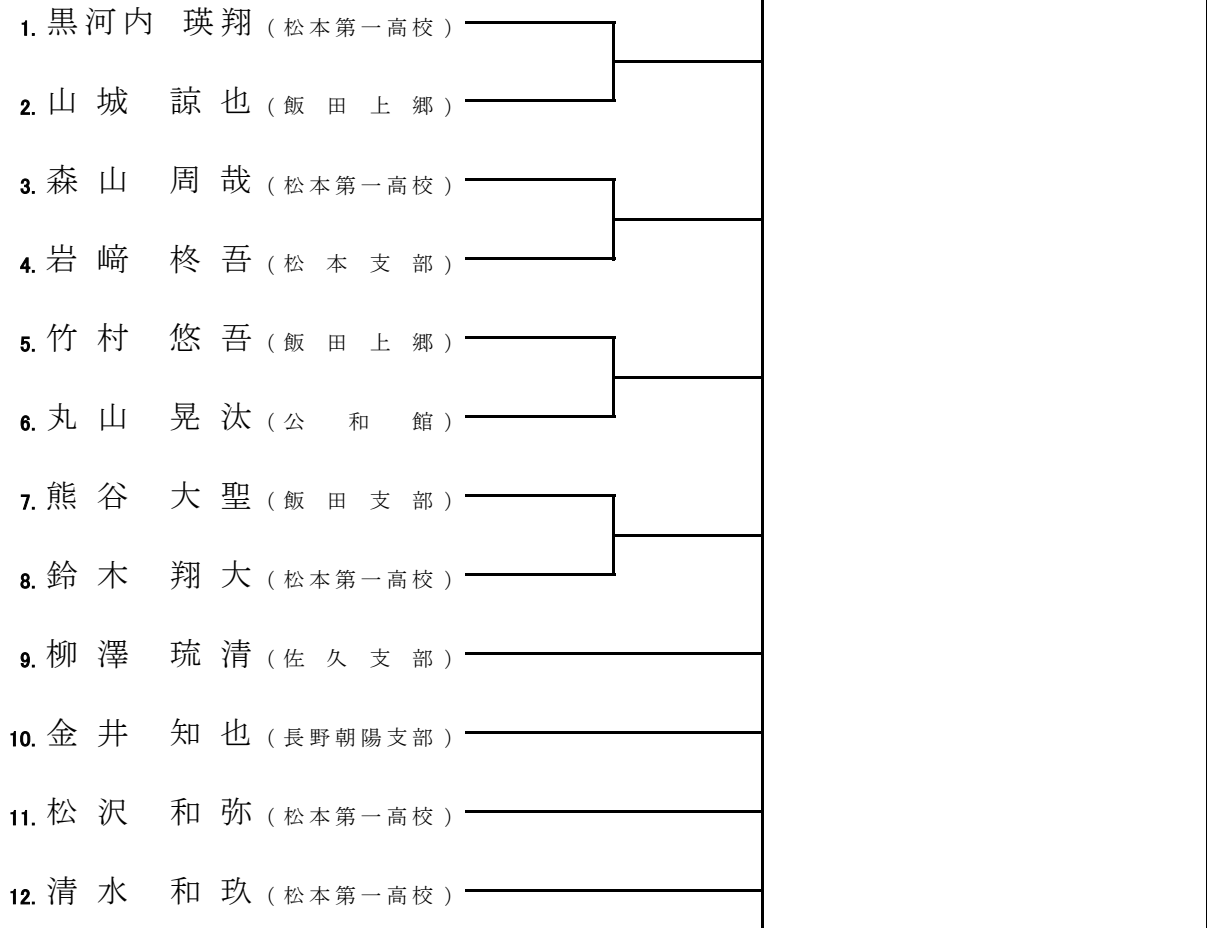 1. 黒河内 瑛翔 (松本第一高校)
2. 山城 諒也 (飯田上郷)
3. 森山 周哉 (松本第一高校)
4. 岩﨑 柊吾 (松本支部)
5. 竹村 悠吾 (飯田上郷)
6. 丸山 晃汰 (公和館)
7. 熊谷 大聖 (飯田支部)
8. 鈴木 翔大 (松本第一高校)
9. 柳澤 琉清 (佐久支部)
10. 金井 知也 (長野朝陽支部)
11. 松沢 和弥 (松本第一高校)
12. 清水 和玖 (松本第一高校)